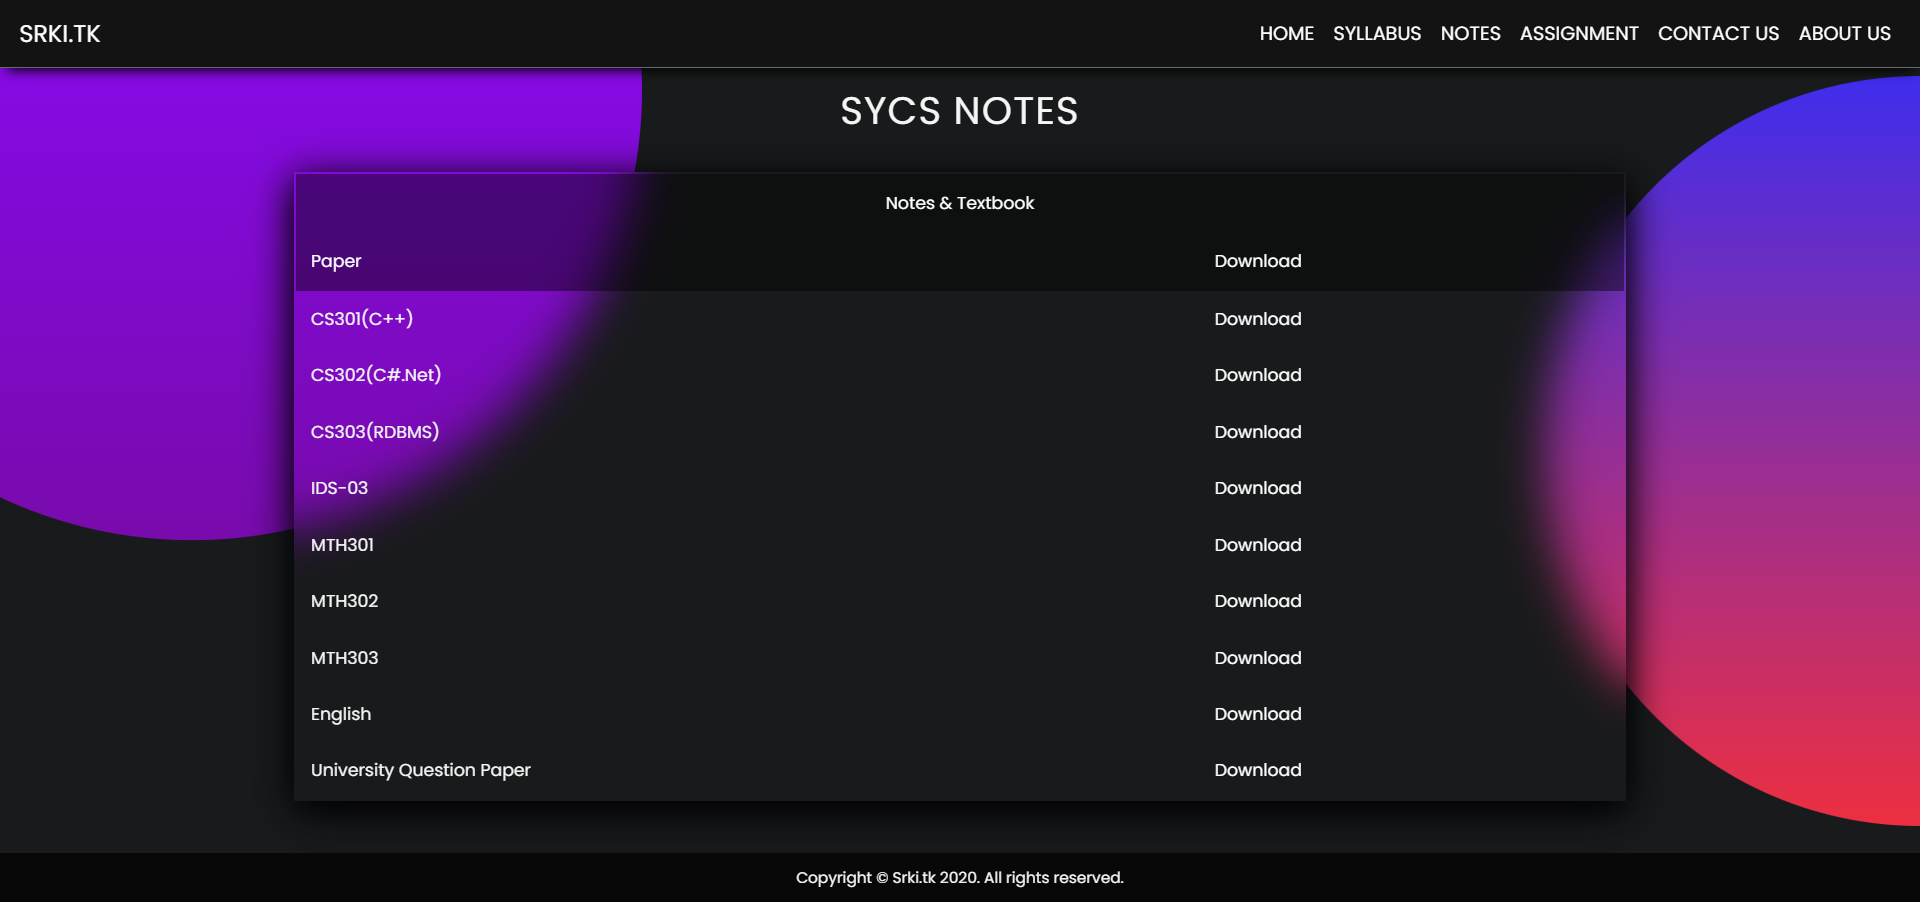 SRKI.TK HOME SYLLABUS NOTES ASSIGNMENT CONTACT US ABOUT US
SYCS NOTES
Notes & Textbook
Paper Download
CS301(C++) Download
CS302(C#.Net) Download
CS303(RDBMS) Download
IDS-03 Download
MTH301 Download
MTH302 Download
MTH303 Download
English Download
University Question Paper Download
Copyright © Srki.tk 2020. All rights reserved.